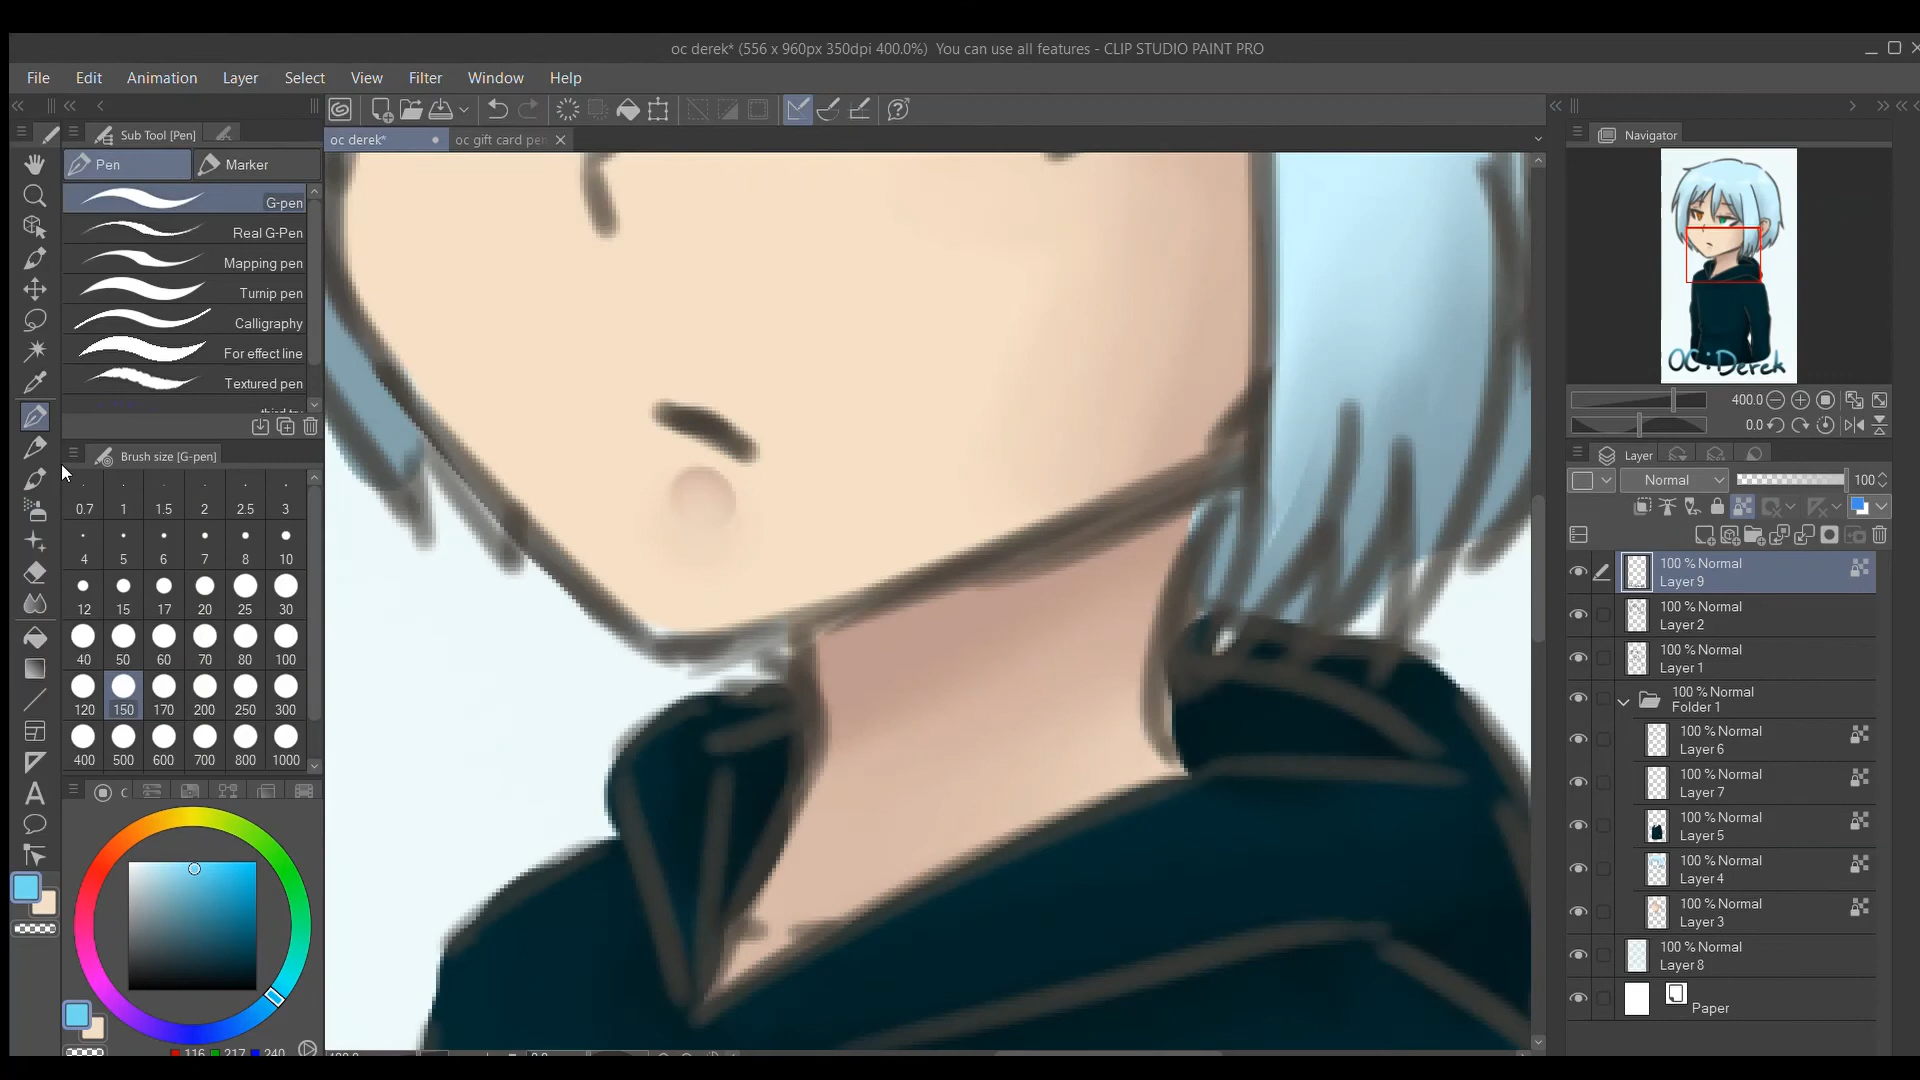 oc derek* (556 x 960px 350dpi 400.0%)  You can use all features - CLIP STUDIO PAINT PRO
File Edit Animation Layer Select View Filter Window Help
Sub Tool [Pen]
oc derek*
oc gift card pen
Navigator
Pen
Marker
G-pen
Real G-Pen
Mapping pen
Turnip pen
Calligraphy
For effect line
Textured pen
OC:Derek
400.0
0.0
Brush size [G-pen]
0.7 1 1.5 2 2.5 3
4 5 6 7 8 10
12 15 17 20 25 30
40 50 60 70 80 100
120 150 170 200 250 300
400 500 600 700 800 1000
116 217 240
Layer
Normal 100
100 % Normal
Layer 9
100 % Normal
Layer 2
100 % Normal
Layer 1
100 % Normal
Folder 1
100 % Normal
Layer 6
100 % Normal
Layer 7
100 % Normal
Layer 5
100 % Normal
Layer 4
100 % Normal
Layer 3
100 % Normal
Layer 8
Paper